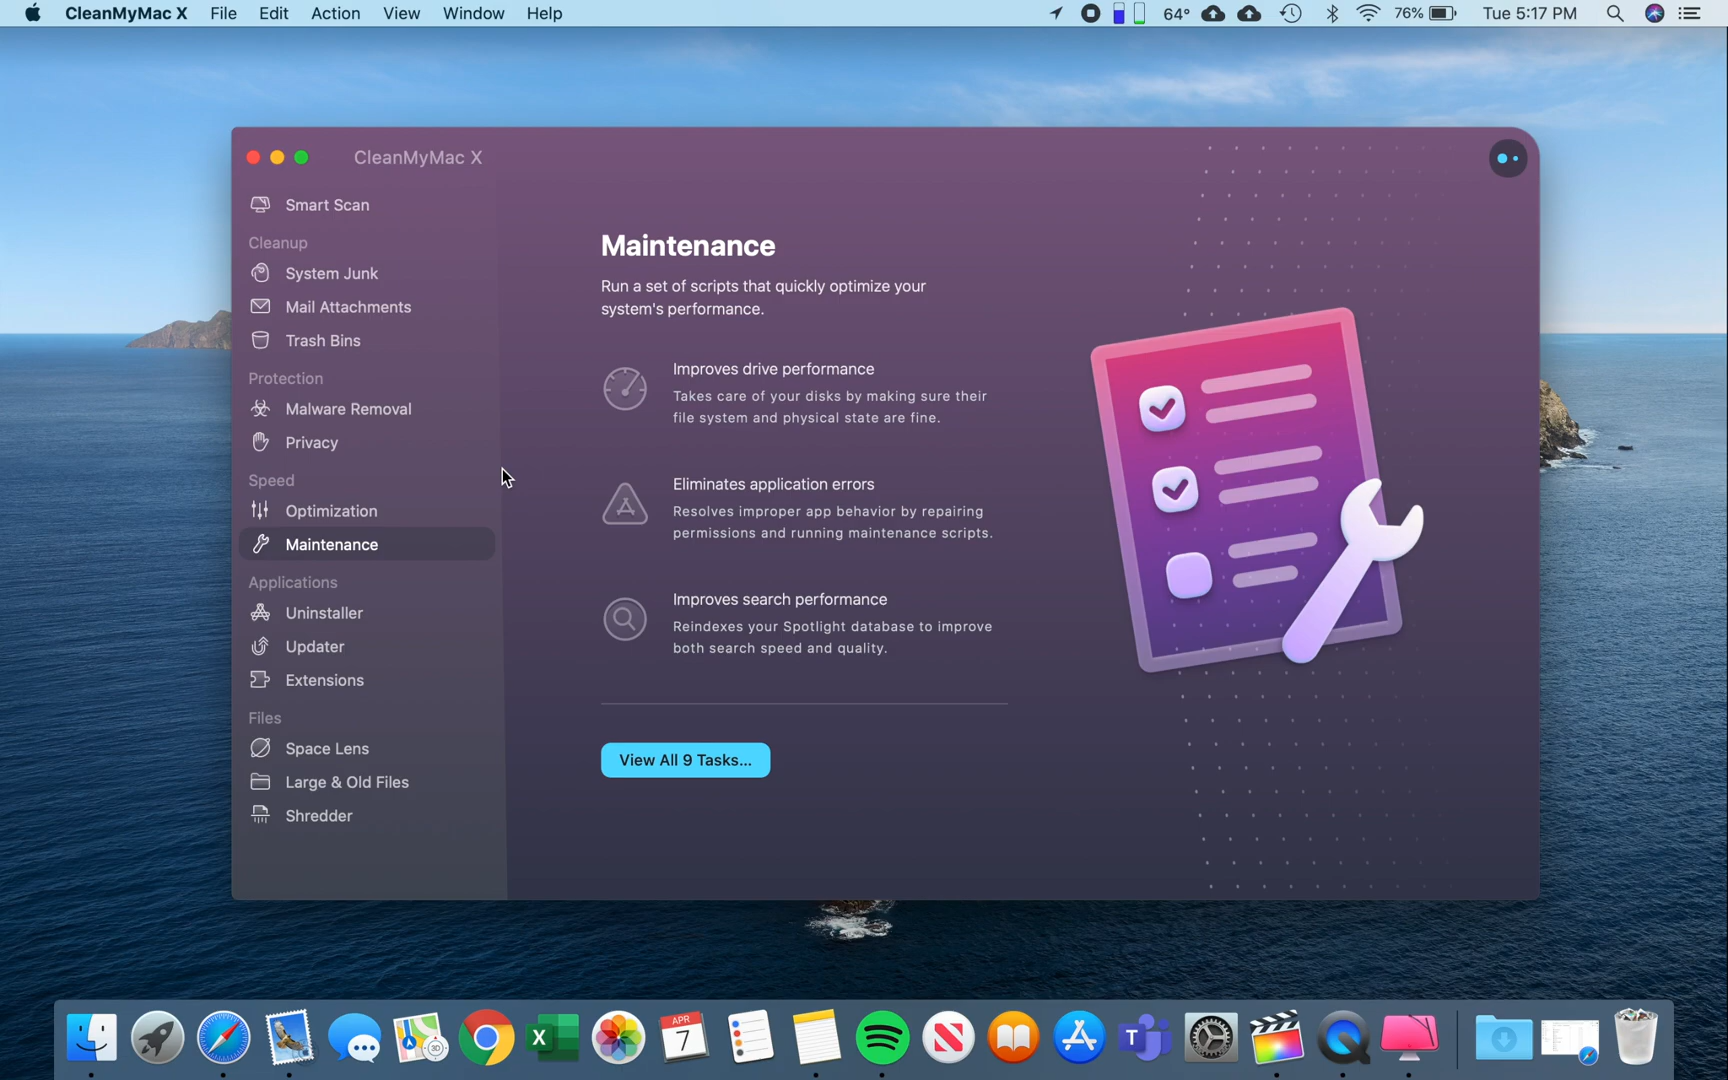 CleanMyMac X File Edit Action View Window Help 64° 76% Tue 5:17 PM
CleanMyMac X
Smart Scan
Cleanup
System Junk
Mail Attachments
Trash Bins
Protection
Malware Removal
Privacy
Speed
Optimization
Maintenance
Applications
Uninstaller
Updater
Extensions
Files
Space Lens
Large & Old Files
Shredder
Maintenance
Run a set of scripts that quickly optimize your
system's performance.
Improves drive performance
Takes care of your disks by making sure their
file system and physical state are fine.
Eliminates application errors
Resolves improper app behavior by repairing
permissions and running maintenance scripts.
Improves search performance
Reindexes your Spotlight database to improve
both search speed and quality.
View All 9 Tasks...
3D
X
APR
7
T